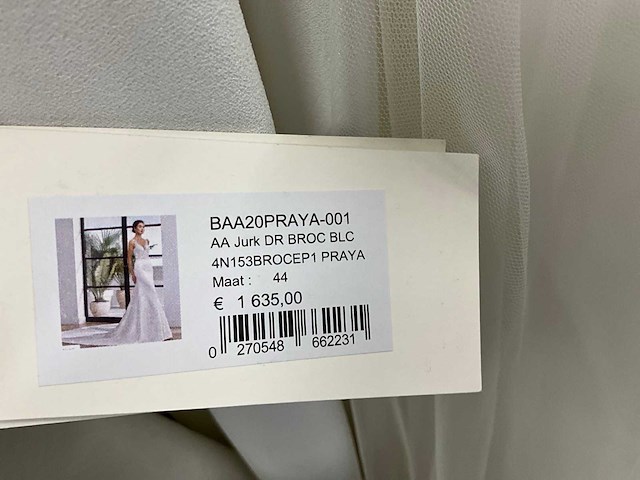 BAA20PRAYA-001
AA Jurk DR BROC BLC
4N153BROCEP1 PRAYA
Maat : 44
€ 1 635,00
0 270548 662231